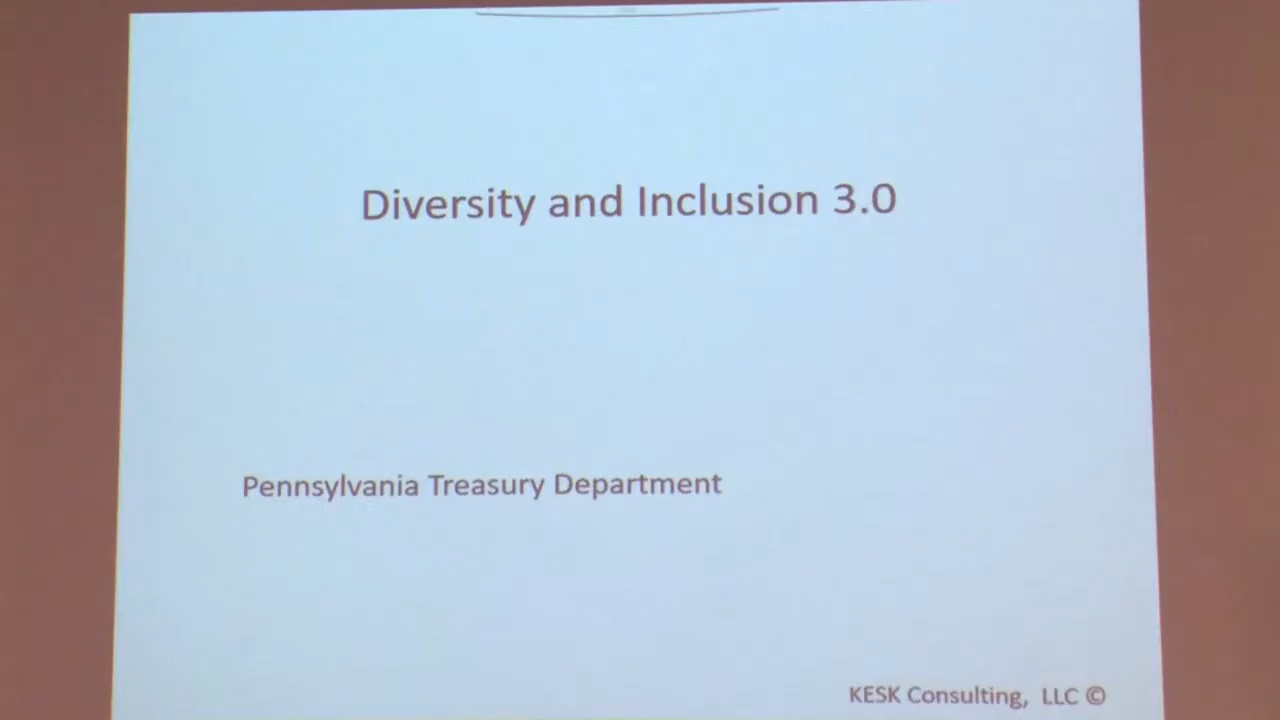 Diversity and Inclusion 3.0
Pennsylvania Treasury Department
KESK Consulting, LLC ©